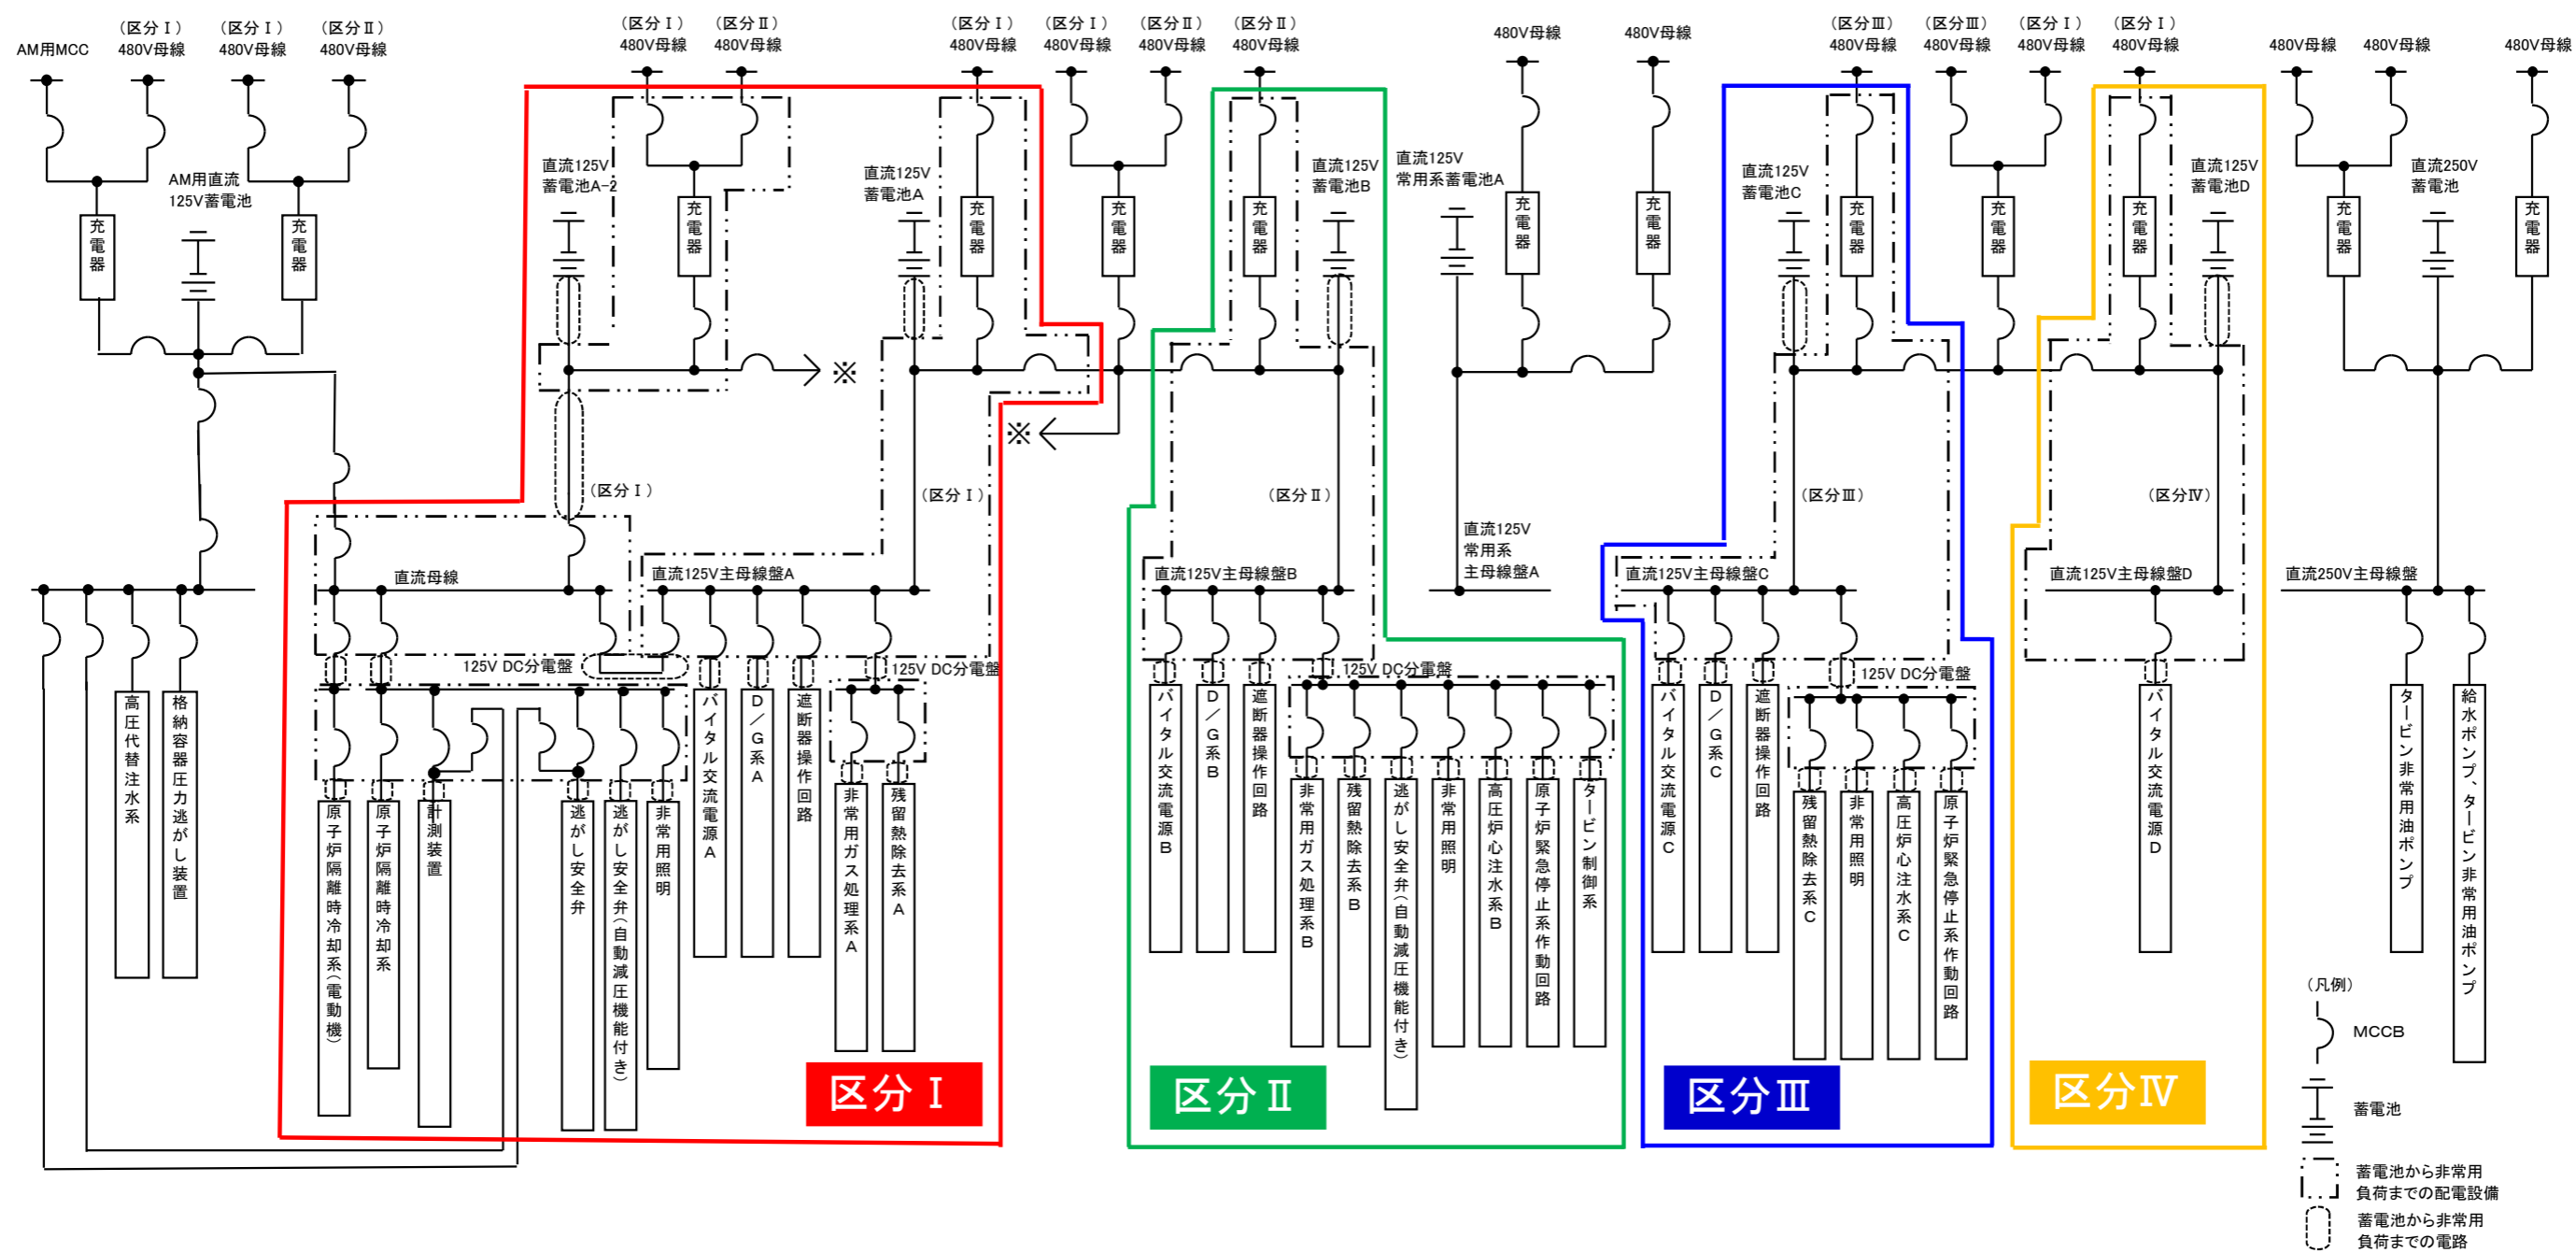 AM用MCC
（区分Ⅰ）
480V母線
（区分Ⅰ）
480V母線
（区分Ⅱ）
480V母線
（区分Ⅰ）
480V母線
（区分Ⅱ）
480V母線
（区分Ⅰ）
480V母線
（区分Ⅰ）
480V母線
（区分Ⅱ）
480V母線
（区分Ⅱ）
480V母線
480V母線
480V母線
（区分Ⅲ）
480V母線
（区分Ⅲ）
480V母線
（区分Ⅰ）
480V母線
（区分Ⅰ）
480V母線
480V母線
480V母線
480V母線
AM用直流
125V蓄電池
直流125V
蓄電池A-2
直流125V
蓄電池A
直流125V
蓄電池B
直流125V
常用系蓄電池A
直流125V
蓄電池C
直流125V
蓄電池D
直流250V
蓄電池
充電器
充電器
充電器
充電器
充電器
充電器
充電器
充電器
充電器
充電器
充電器
充電器
充電器
※
※
（区分Ⅰ）
（区分Ⅰ）
（区分Ⅱ）
（区分Ⅲ）
（区分Ⅳ）
直流母線
直流125V主母線盤A
直流125V主母線盤B
直流125V
常用系
主母線盤A
直流125V主母線盤C
直流125V主母線盤D
直流250V主母線盤
125V DC分電盤
125V DC分電盤
125V DC分電盤
125V DC分電盤
高圧代替注水系
格納容器圧力逃がし装置
原子炉隔離時冷却系（電動機）
原子炉隔離時冷却系
計測装置
逃がし安全弁
逃がし安全弁（自動減圧機能付き）
非常用照明
バイタル交流電源A
D／G系A
遮断器操作回路
非常用ガス処理系A
残留熱除去系A
バイタル交流電源B
D／G系B
遮断器操作回路
非常用ガス処理系B
残留熱除去系B
逃がし安全弁（自動減圧機能付き）
非常用照明
高圧炉心注水系B
原子炉緊急停止系作動回路
タービン制御系
バイタル交流電源C
D／G系C
遮断器操作回路
残留熱除去系C
非常用照明
高圧炉心注水系C
原子炉緊急停止系作動回路
バイタル交流電源D
タービン非常用油ポンプ
給水ポンプ、タービン非常用油ポンプ
区分Ⅰ
区分Ⅱ
区分Ⅲ
区分Ⅳ
（凡例）
MCCB
蓄電池
蓄電池から非常用
負荷までの配電設備
蓄電池から非常用
負荷までの電路